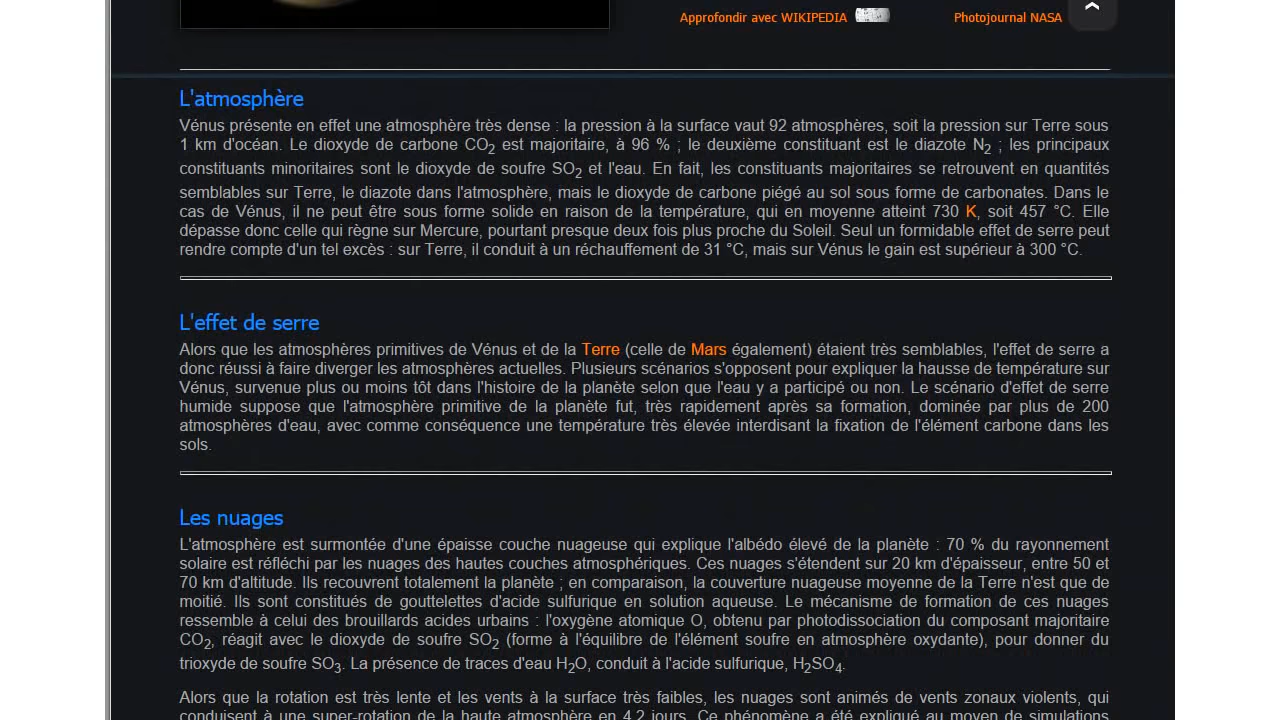 Approfondir avec WIKIPEDIA
Photojournal NASA
L'atmosphère
Vénus présente en effet une atmosphère très dense : la pression à la surface vaut 92 atmosphères, soit la pression sur Terre sous
1 km d'océan. Le dioxyde de carbone CO2 est majoritaire, à 96 % ; le deuxième constituant est le diazote N2 ; les principaux
constituants minoritaires sont le dioxyde de soufre SO2 et l'eau. En fait, les constituants majoritaires se retrouvent en quantités
semblables sur Terre, le diazote dans l'atmosphère, mais le dioxyde de carbone piégé au sol sous forme de carbonates. Dans le
cas de Vénus, il ne peut être sous forme solide en raison de la température, qui en moyenne atteint 730 K, soit 457 °C. Elle
dépasse donc celle qui règne sur Mercure, pourtant presque deux fois plus proche du Soleil. Seul un formidable effet de serre peut
rendre compte d'un tel excès : sur Terre, il conduit à un réchauffement de 31 °C, mais sur Vénus le gain est supérieur à 300 °C.
L'effet de serre
Alors que les atmosphères primitives de Vénus et de la Terre (celle de Mars également) étaient très semblables, l'effet de serre a
donc réussi à faire diverger les atmosphères actuelles. Plusieurs scénarios s'opposent pour expliquer la hausse de température sur
Vénus, survenue plus ou moins tôt dans l'histoire de la planète selon que l'eau y a participé ou non. Le scénario d'effet de serre
humide suppose que l'atmosphère primitive de la planète fut, très rapidement après sa formation, dominée par plus de 200
atmosphères d'eau, avec comme conséquence une température très élevée interdisant la fixation de l'élément carbone dans les
sols.
Les nuages
L'atmosphère est surmontée d'une épaisse couche nuageuse qui explique l'albédo élevé de la planète : 70 % du rayonnement
solaire est réfléchi par les nuages des hautes couches atmosphériques. Ces nuages s'étendent sur 20 km d'épaisseur, entre 50 et
70 km d'altitude. Ils recouvrent totalement la planète ; en comparaison, la couverture nuageuse moyenne de la Terre n'est que de
moitié. Ils sont constitués de gouttelettes d'acide sulfurique en solution aqueuse. Le mécanisme de formation de ces nuages
ressemble à celui des brouillards acides urbains : l'oxygène atomique O, obtenu par photodissociation du composant majoritaire
CO2, réagit avec le dioxyde de soufre SO2 (forme à l'équilibre de l'élément soufre en atmosphère oxydante), pour donner du
trioxyde de soufre SO3. La présence de traces d'eau H2O, conduit à l'acide sulfurique, H2SO4.
Alors que la rotation est très lente et les vents à la surface très faibles, les nuages sont animés de vents zonaux violents, qui
conduisent à une super-rotation de la haute atmosphère en 4,2 jours. Ce phénomène a été expliqué au moyen de simulations